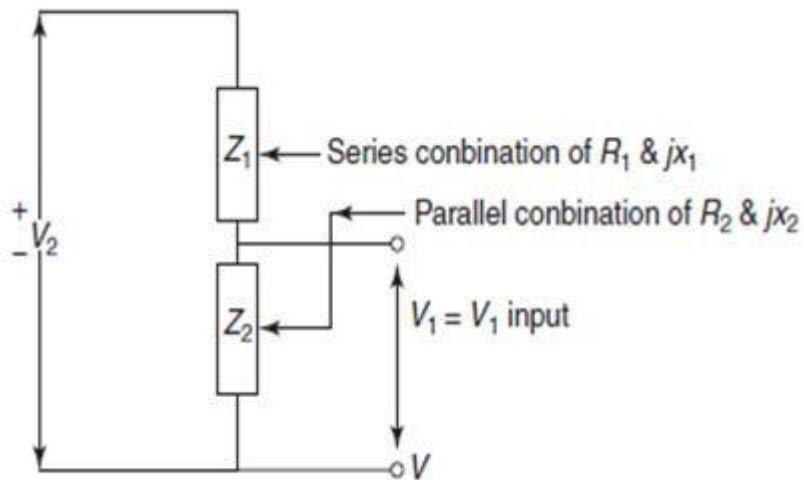 Z₁
Series conbination of R₁ & jx₁
Parallel conbination of R₂ & jx₂
+
−
V₂
Z₂
V₁ = V₁ input
V